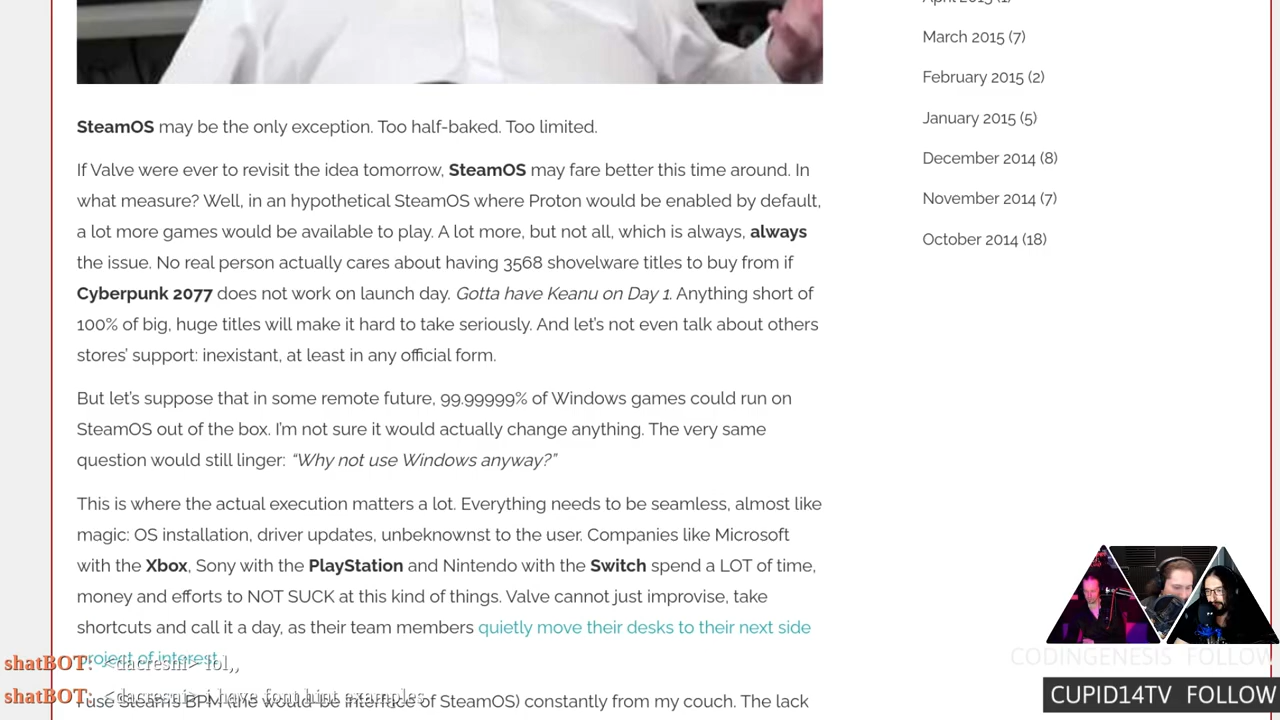 April 2015 (1)
March 2015 (7)
February 2015 (2)
January 2015 (5)
December 2014 (8)
November 2014 (7)
October 2014 (18)
SteamOS may be the only exception. Too half-baked. Too limited.
If Valve were ever to revisit the idea tomorrow, SteamOS may fare better this time around. In
what measure? Well, in an hypothetical SteamOS where Proton would be enabled by default,
a lot more games would be available to play. A lot more, but not all, which is always, always
the issue. No real person actually cares about having 3568 shovelware titles to buy from if
Cyberpunk 2077 does not work on launch day. Gotta have Keanu on Day 1. Anything short of
100% of big, huge titles will make it hard to take seriously. And let's not even talk about others
stores' support: inexistant, at least in any official form.
But let's suppose that in some remote future, 99.99999% of Windows games could run on
SteamOS out of the box. I'm not sure it would actually change anything. The very same
question would still linger: "Why not use Windows anyway?"
This is where the actual execution matters a lot. Everything needs to be seamless, almost like
magic: OS installation, driver updates, unbeknownst to the user. Companies like Microsoft
with the Xbox, Sony with the PlayStation and Nintendo with the Switch spend a LOT of time,
money and efforts to NOT SUCK at this kind of things. Valve cannot just improvise, take
shortcuts and call it a day, as their team members quietly move their desks to their next side
project of interest.
I use Steam's BPM (the would-be interface of SteamOS) constantly from my couch. The lack
shatBOT: <dacresni> lol,,
shatBOT: <dacresni> i have font hint examples
CODINGENESIS FOLLOW
CUPID14TV FOLLOW